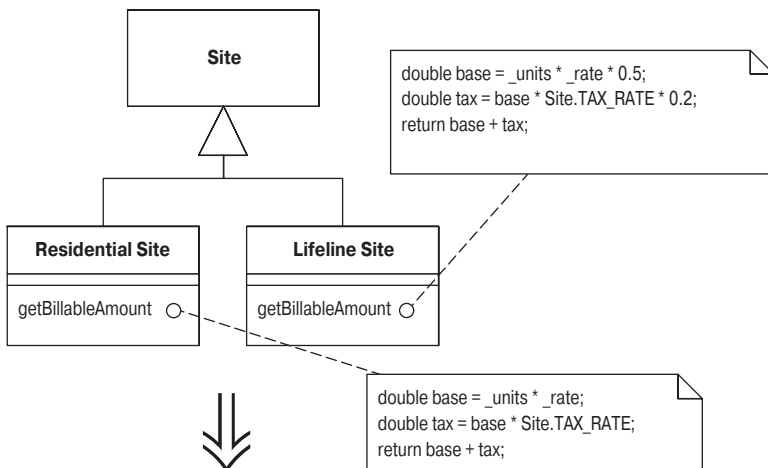 Site
double base = _units * _rate * 0.5;
double tax = base * Site.TAX_RATE * 0.2;
return base + tax;
Residential Site
Lifeline Site
getBillableAmount
getBillableAmount
double base = _units * _rate;
double tax = base * Site.TAX_RATE;
return base + tax;